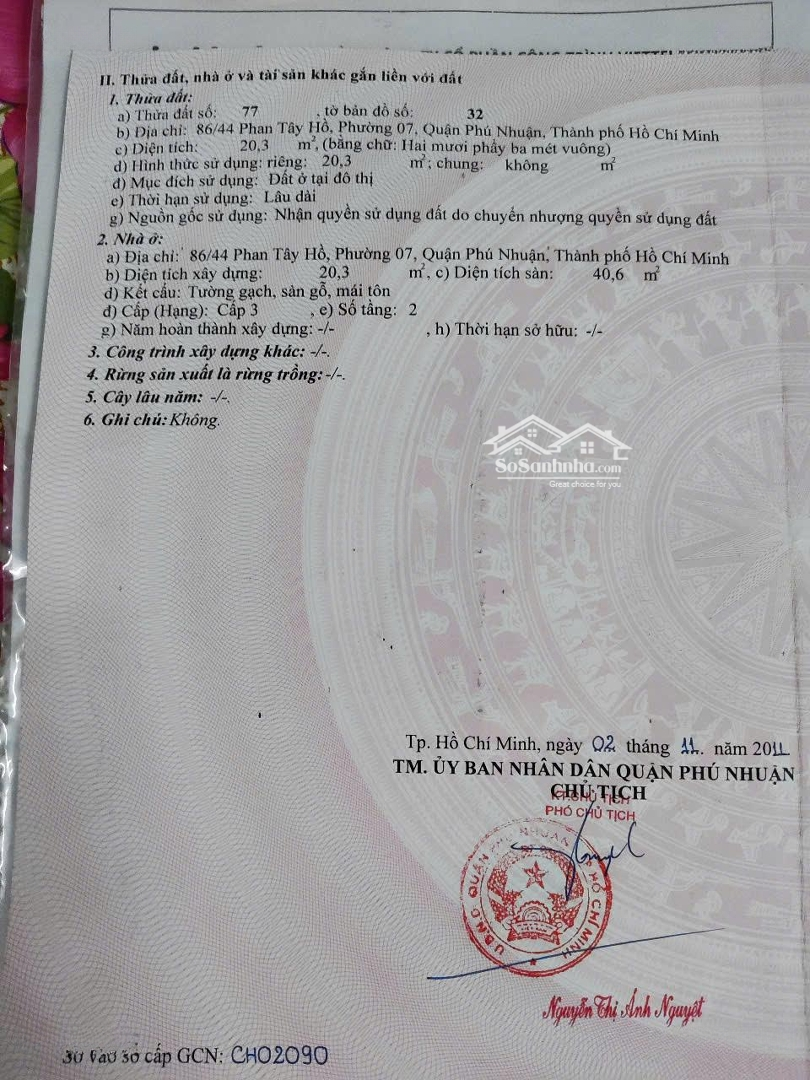 II. Thửa đất, nhà ở và tài sản khác gắn liền với đất
1. Thửa đất:
a) Thửa đất số: 77 , tờ bản đồ số: 32
b) Địa chỉ: 86/44 Phan Tây Hồ, Phường 07, Quận Phú Nhuận, Thành phố Hồ Chí Minh
c) Diện tích: 20,3 m², (bằng chữ: Hai mươi phẩy ba mét vuông)
d) Hình thức sử dụng: riêng: 20,3 m²; chung: không m²
đ) Mục đích sử dụng: Đất ở tại đô thị
e) Thời hạn sử dụng: Lâu dài
g) Nguồn gốc sử dụng: Nhận quyền sử dụng đất do chuyển nhượng quyền sử dụng đất
2. Nhà ở:
a) Địa chỉ: 86/44 Phan Tây Hồ, Phường 07, Quận Phú Nhuận, Thành phố Hồ Chí Minh
b) Diện tích xây dựng: 20,3 m², c) Diện tích sàn: 40,6 m²
d) Kết cấu: Tường gạch, sàn gỗ, mái tôn
đ) Cấp (Hạng): Cấp 3 , e) Số tầng: 2
g) Năm hoàn thành xây dựng: -/- , h) Thời hạn sở hữu: -/-
3. Công trình xây dựng khác: -/-.
4. Rừng sản xuất là rừng trồng: -/-.
5. Cây lâu năm: -/-.
6. Ghi chú: Không.
SoSanhnha.com
Great choice for you
Tp. Hồ Chí Minh, ngày 02 tháng 11. năm 2011
TM. ỦY BAN NHÂN DÂN QUẬN PHÚ NHUẬN
CHỦ TỊCH
KT.CHỦ TỊCH
PHÓ CHỦ TỊCH
U.B.N.D QUẬN PHÚ NHUẬN
HỒ CHÍ MINH
Nguyễn Thị Ánh Nguyệt
Số vào sổ cấp GCN: CH02090